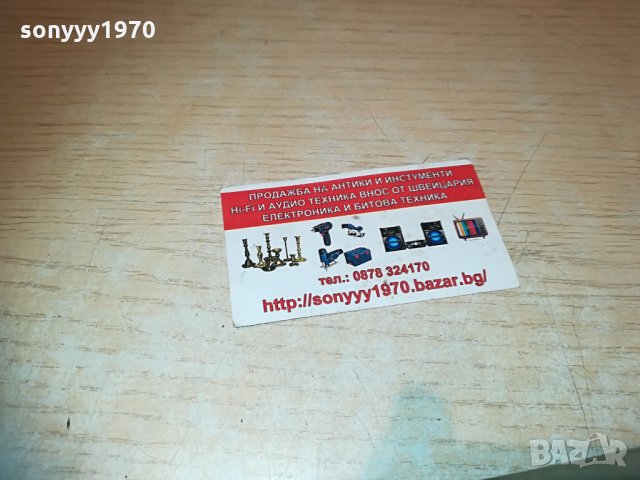 sonyyy1970
ПРОДАЖБА НА АНТИКИ И ИНСТУМЕНТИ
Hi-Fi И АУДИО ТЕХНИКА ВНОС ОТ ШВЕЙЦАРИЯ
ЕЛЕКТРОНИКА И БИТОВА ТЕХНИКА
тел.: 0878 324170
http://sonyyy1970.bazar.bg/
BAZAR
bg